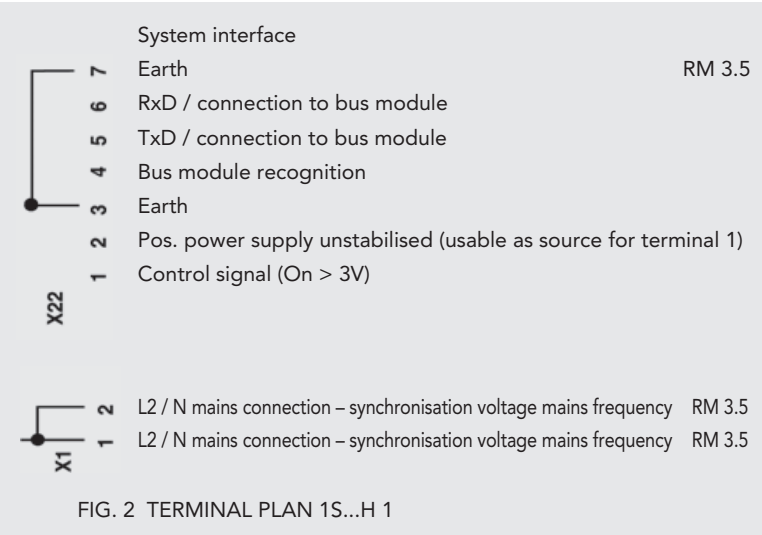 System interface
7 Earth RM 3.5
6 RxD / connection to bus module
5 TxD / connection to bus module
4 Bus module recognition
3 Earth
2 Pos. power supply unstabilised (usable as source for terminal 1)
1 Control signal (On > 3V)
X22
2 L2 / N mains connection – synchronisation voltage mains frequency RM 3.5
1 L2 / N mains connection – synchronisation voltage mains frequency RM 3.5
X1
FIG. 2 TERMINAL PLAN 1S...H 1